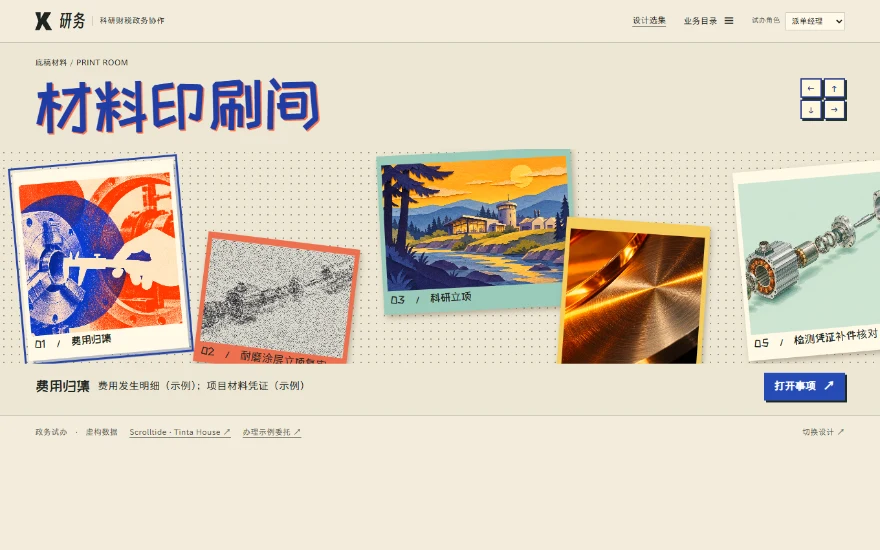 研务
科研财税政务协作
设计选集
业务目录
试办角色
派单经理
底稿材料 / PRINT ROOM
材料印刷间
← ↑
↓ →
01 / 费用归集
02 / 耐磨涂层立项
03 / 科研立项
05 / 检测凭证补件核对
费用归集 费用发生明细（示例）；项目材料凭证（示例）
打开事项 ↗
政务试办 · 虚构数据 Scrolltide · Tinta House ↗ 办理示例委托 ↗
切换设计 ↗